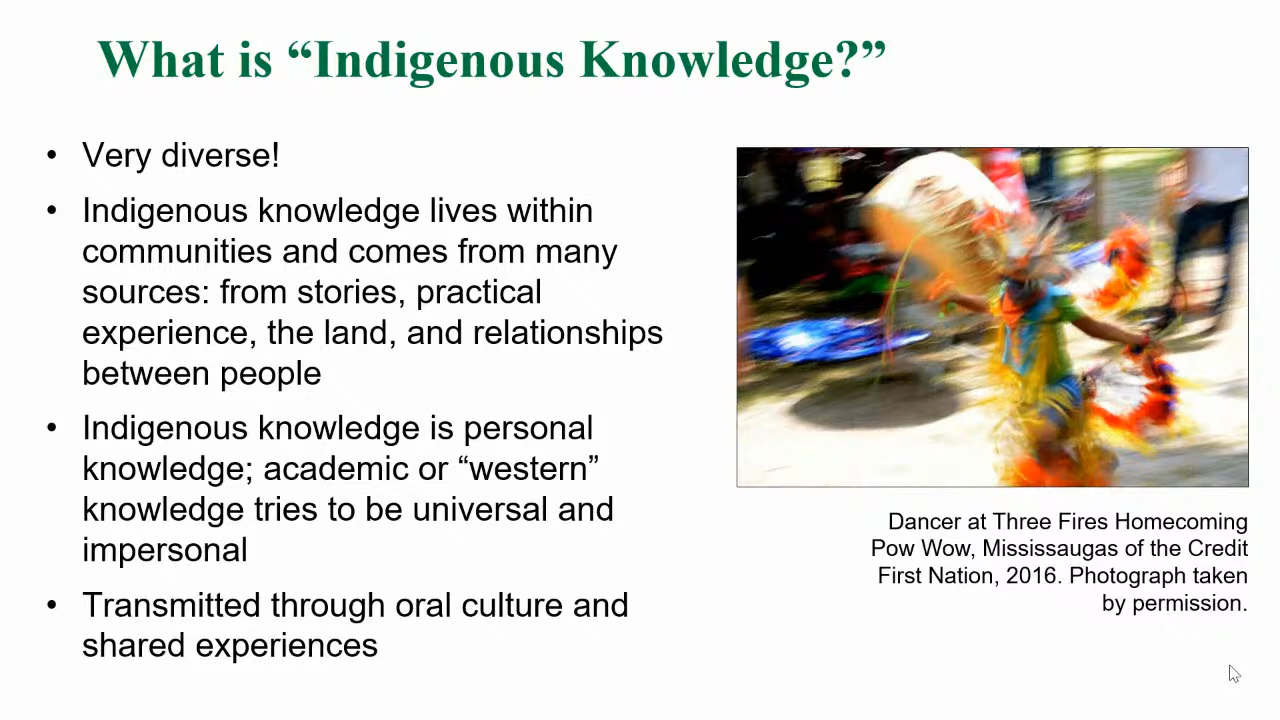 What is “Indigenous Knowledge?”
• Very diverse!
• Indigenous knowledge lives within
communities and comes from many
sources: from stories, practical
experience, the land, and relationships
between people
• Indigenous knowledge is personal
knowledge; academic or “western”
knowledge tries to be universal and
impersonal
• Transmitted through oral culture and
shared experiences
Dancer at Three Fires Homecoming
Pow Wow, Mississaugas of the Credit
First Nation, 2016. Photograph taken
by permission.